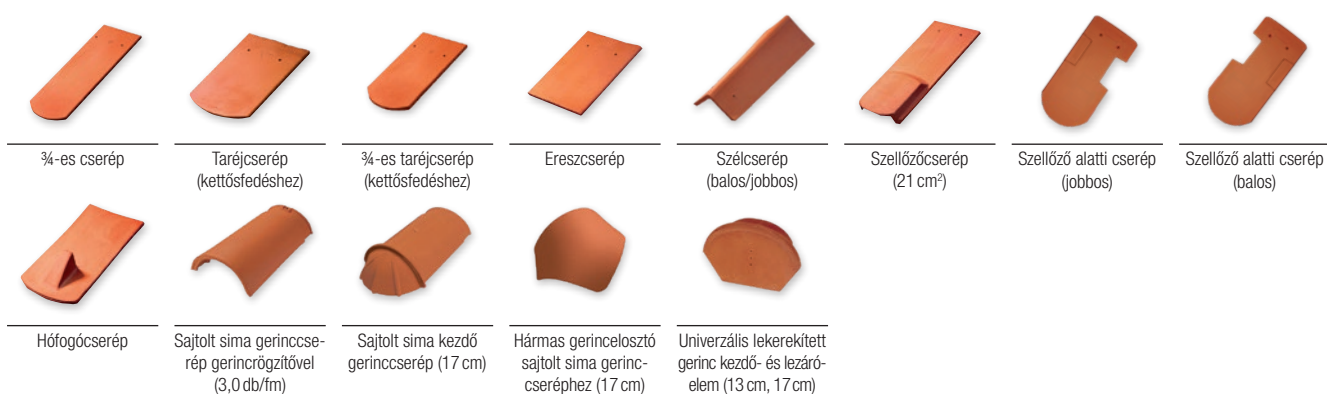 ¾-es cserép
Taréjcserép
(kettősfedéshez)
¾-es taréjcserép
(kettősfedéshez)
Ereszcserép
Szélcserép
(balos/jobbos)
Szellőzőcserép
(21 cm²)
Szellőző alatti cserép
(jobbos)
Szellőző alatti cserép
(balos)
Hófogócserép
Sajtolt sima gerinccse-
rép gerincrögzítővel
(3,0 db/fm)
Sajtolt sima kezdő
gerinccserép (17 cm)
Hármas gerincelosztó
sajtolt sima gerinc-
cseréphez (17 cm)
Univerzális lekerekített
gerinc kezdő- és lezáró-
elem (13 cm, 17 cm)